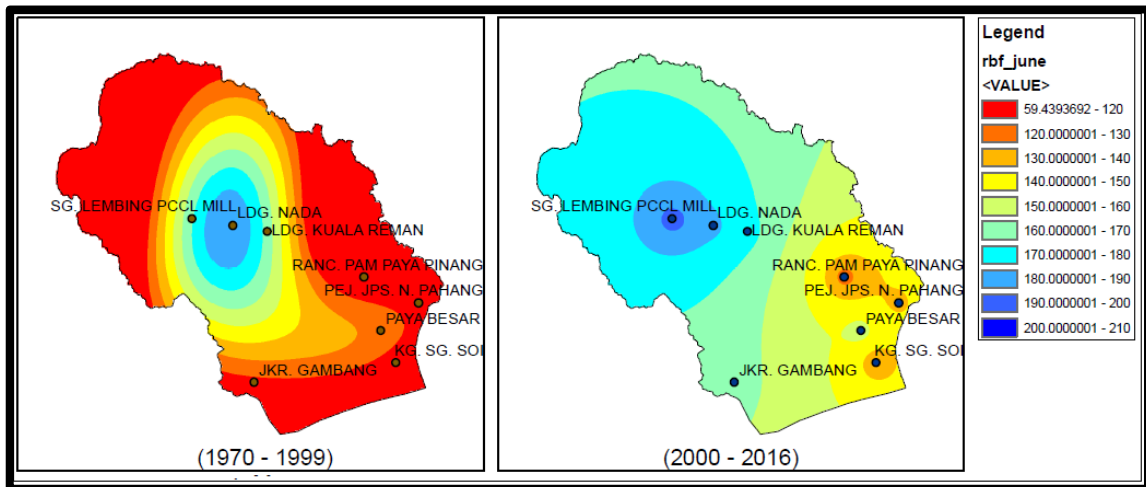 SG. LEMBING PCCL MILL
LDG. NADA
LDG. KUALA REMAN
RANC. PAM PAYA PINANG
PEJ. JPS. N. PAHANG
PAYA BESAR
KG. SG. SOI
JKR. GAMBANG
(1970 - 1999)
SG. LEMBING PCCL MILL
LDG. NADA
LDG. KUALA REMAN
RANC. PAM PAYA PINANG
PEJ. JPS. N. PAHANG
PAYA BESAR
KG. SG. SOI
JKR. GAMBANG
(2000 - 2016)
Legend
rbf_june
<VALUE>
59.4393692 - 120
120.0000001 - 130
130.0000001 - 140
140.0000001 - 150
150.0000001 - 160
160.0000001 - 170
170.0000001 - 180
180.0000001 - 190
190.0000001 - 200
200.0000001 - 210